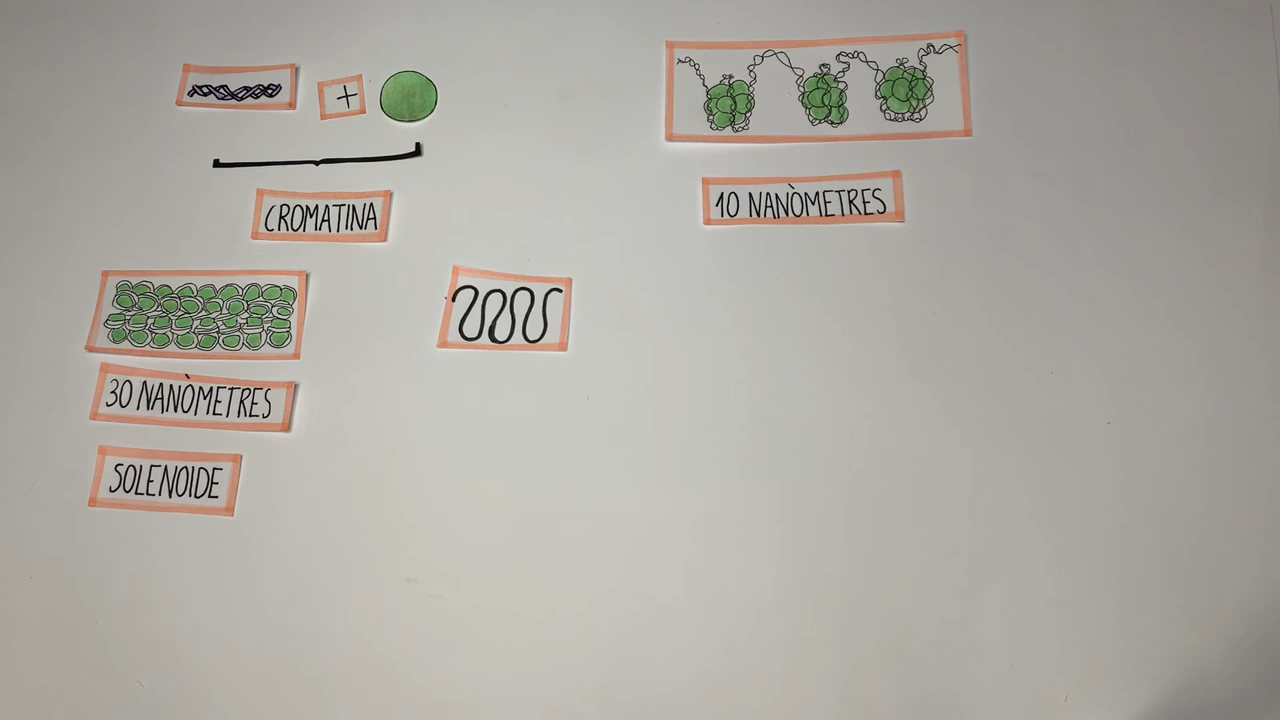 +
CROMATINA
10 NANÒMETRES
30 NANÒMETRES
SOLENOIDE